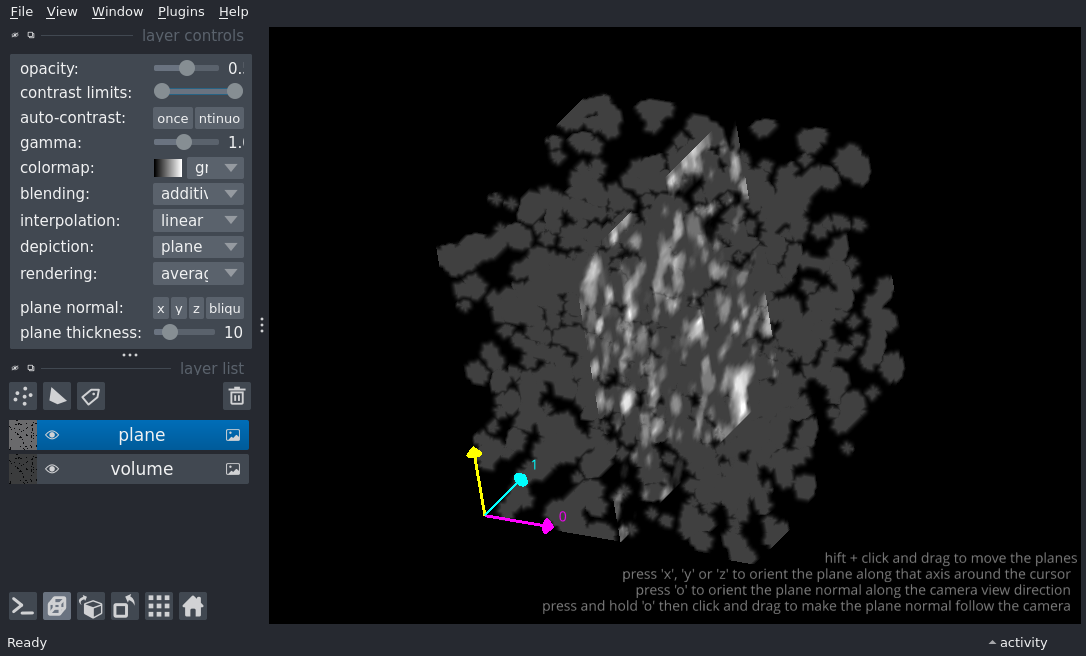 File View Window Plugins Help
layer controls
opacity: 0.
contrast limits:
auto-contrast: once ntinuo
gamma: 1.
colormap: gr
blending: additiv
interpolation: linear
depiction: plane
rendering: averag
plane normal: x y z bliqu
plane thickness: 10
layer list
plane
volume
1
0
hift + click and drag to move the planes
press 'x', 'y' or 'z' to orient the plane along that axis around the cursor
press 'o' to orient the plane normal along the camera view direction
press and hold 'o' then click and drag to make the plane normal follow the camera
Ready
activity